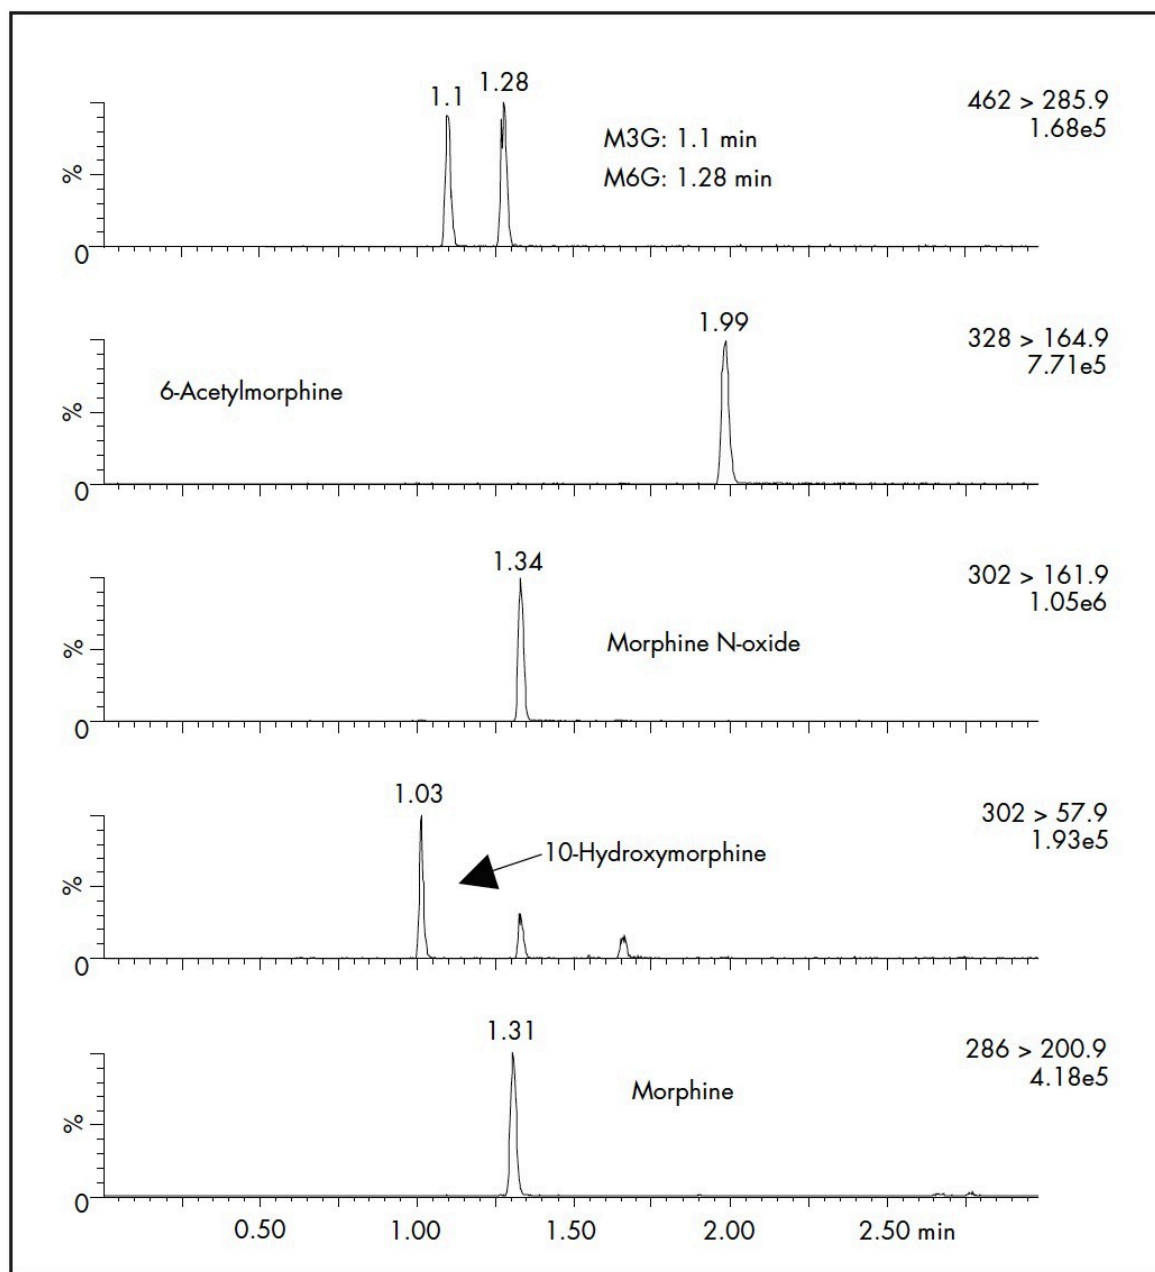 1.1 1.28
462 > 285.9
1.68e5
M3G: 1.1 min
M6G: 1.28 min
%
0
1.99
328 > 164.9
7.71e5
6-Acetylmorphine
%
0
1.34
302 > 161.9
1.05e6
Morphine N-oxide
%
0
1.03
302 > 57.9
1.93e5
10-Hydroxymorphine
%
0
1.31
286 > 200.9
4.18e5
Morphine
%
0
0.50 1.00 1.50 2.00 2.50 min